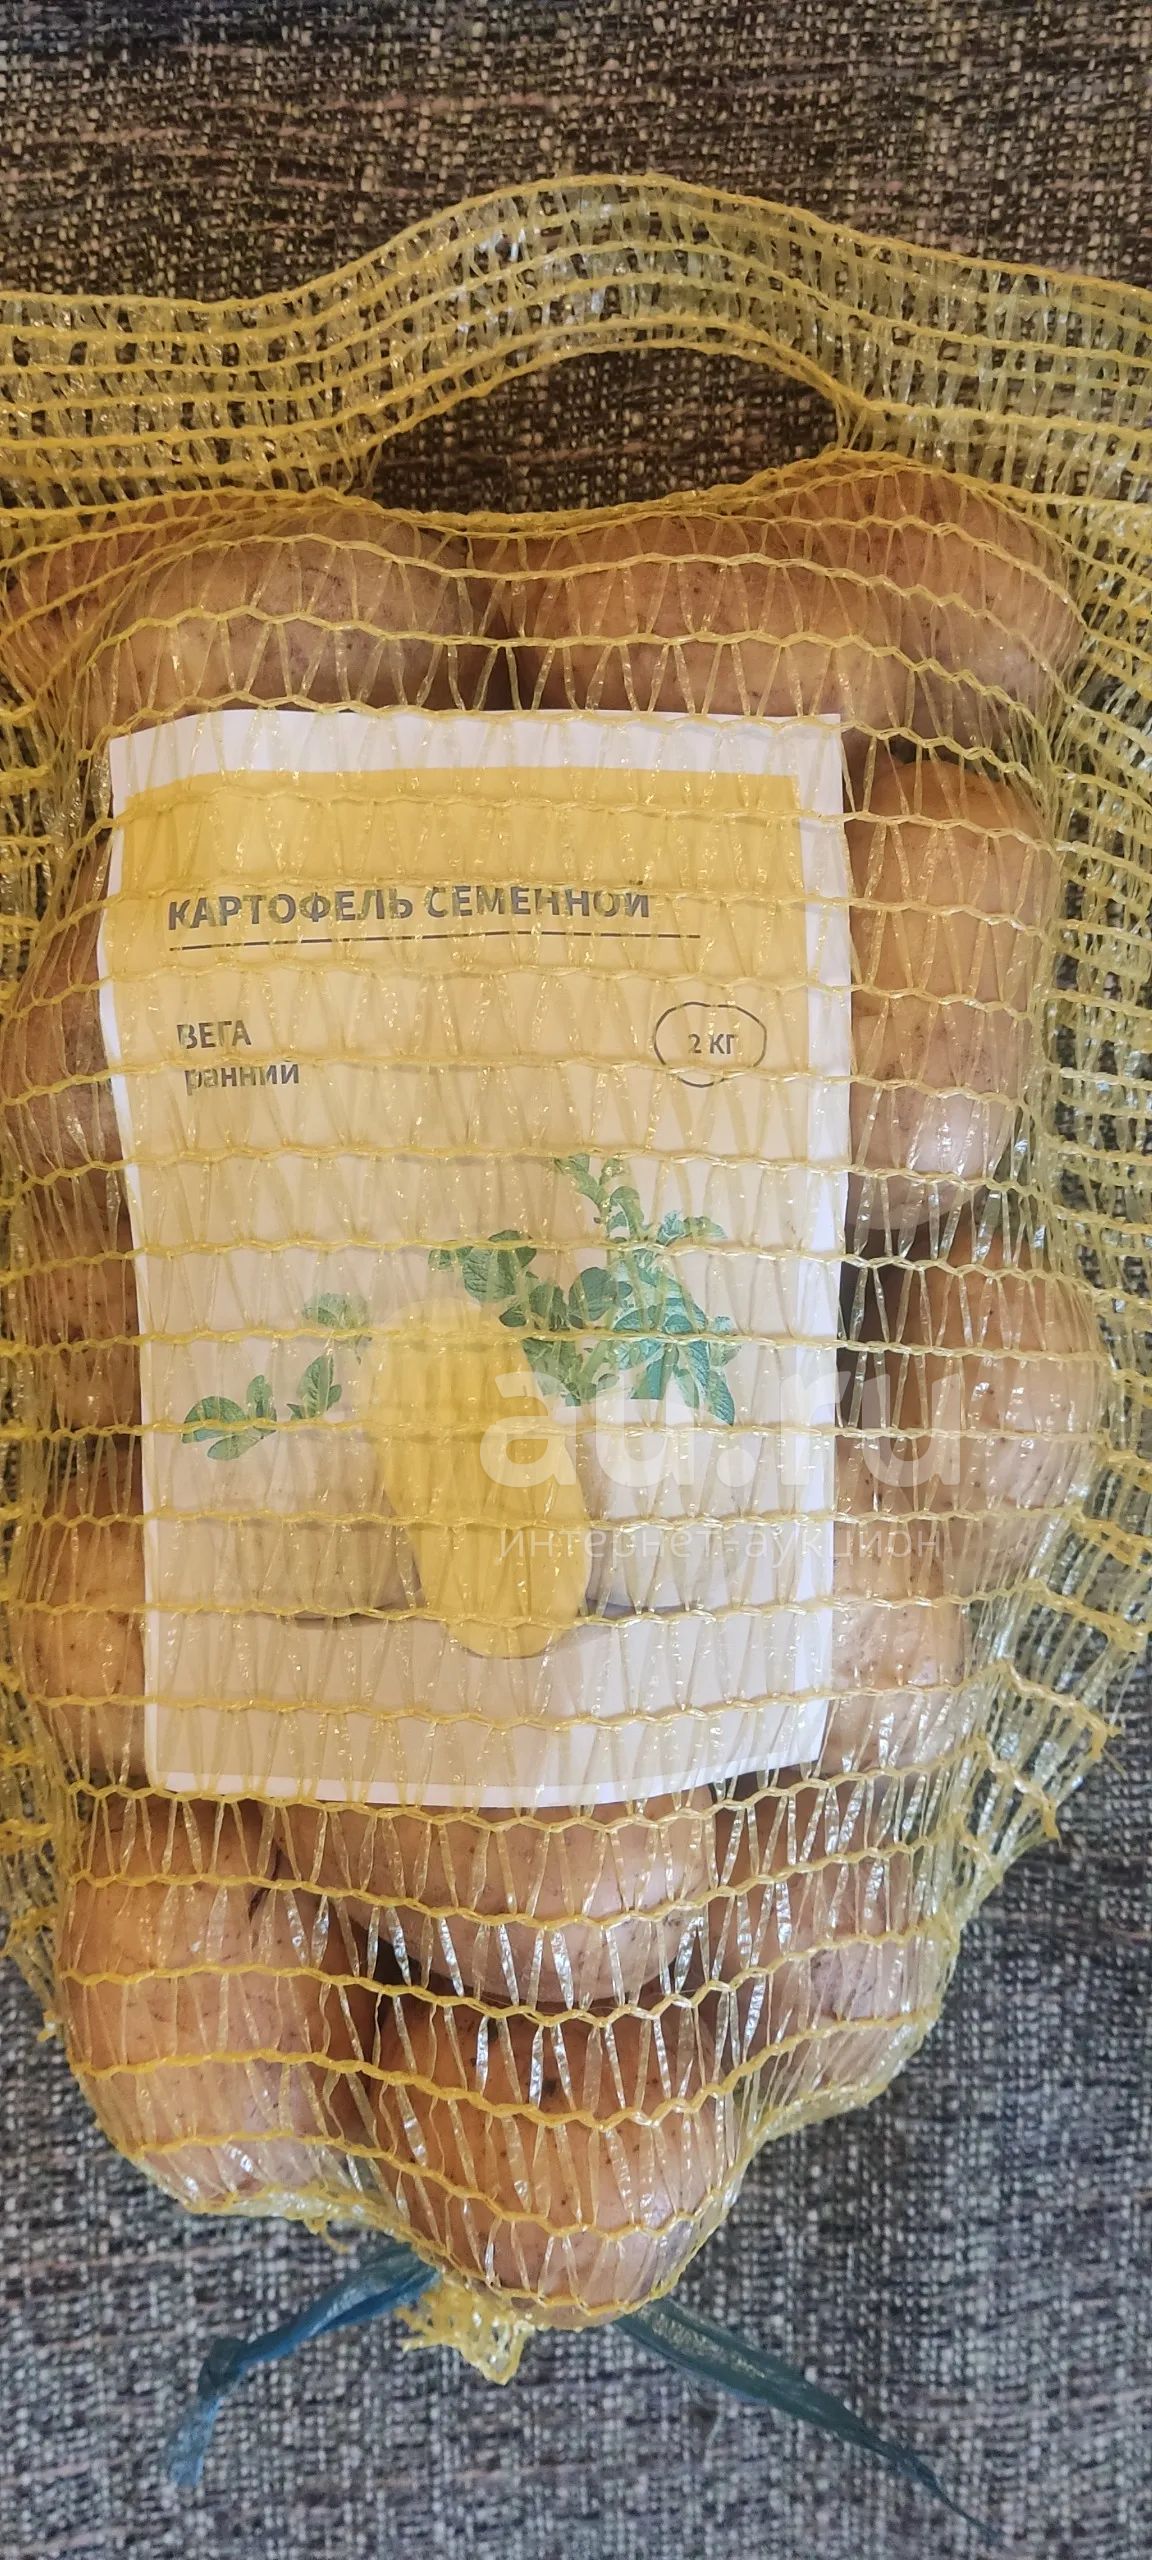 КАРТОФЕЛЬ СЕМЕННОЙ
ВЕГА
2 КГ
ранний
au.ru
интернет-аукцион